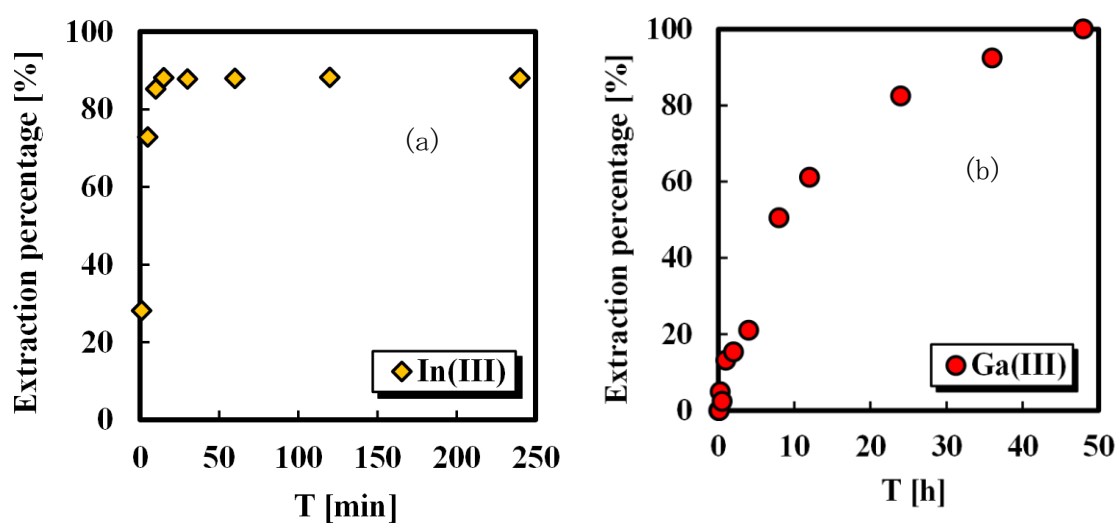 Extraction percentage [%]
100
80
60
40
20
0
(a)
In(III)
0 50 100 150 200 250
T [min]
Extraction percentage [%]
100
80
60
40
20
0
(b)
Ga(III)
0 10 20 30 40 50
T [h]